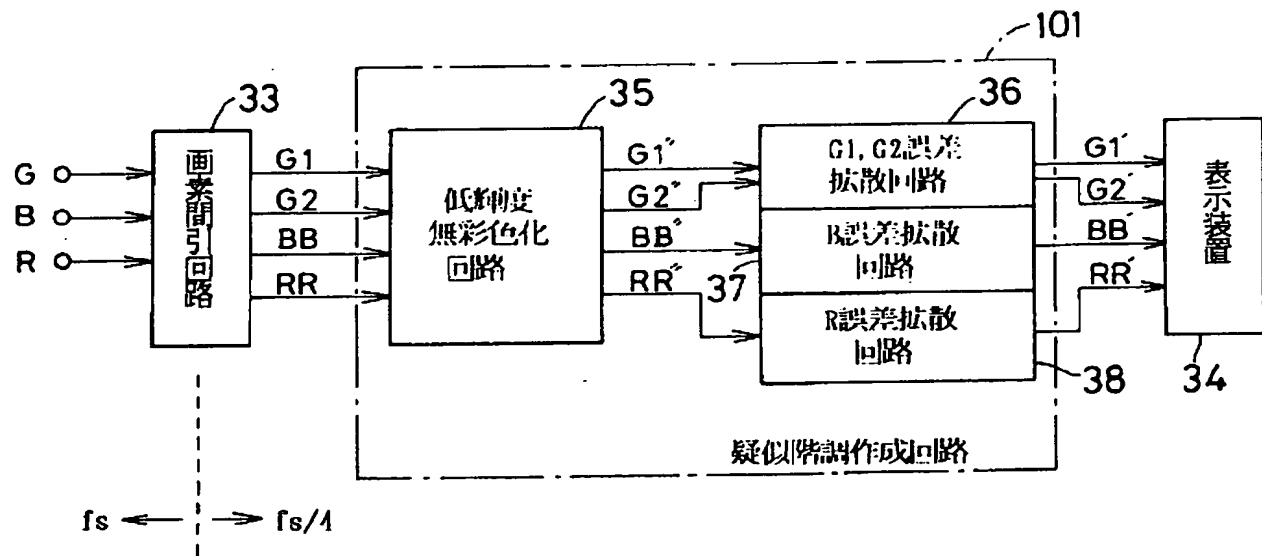 101
33
35
36
G
B
R
画素間引回路
G1
G2
BB
RR
低輝度
無彩色化
回路
G1"
G2"
BB"
RR"
G1,G2誤差
拡散回路
B誤差拡散
回路
37
R誤差拡散
回路
38
G1'
G2'
BB'
RR'
表示装置
34
疑似階調作成回路
fs
fs/4